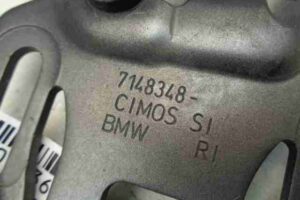 7148348-
CIMOS SI
BMW RI